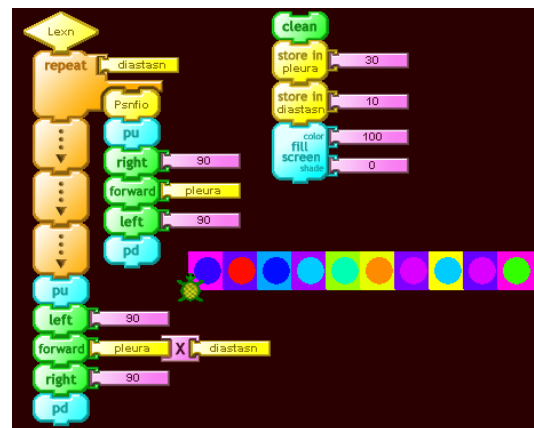 Lexn
repeat diastasn
Psnfio
pu
right 90
forward pleura
left 90
pd
pu
left 90
forward pleura X diastasn
right 90
pd
clean
store in pleura 30
store in diastasn 10
color 100
fill
screen
shade 0